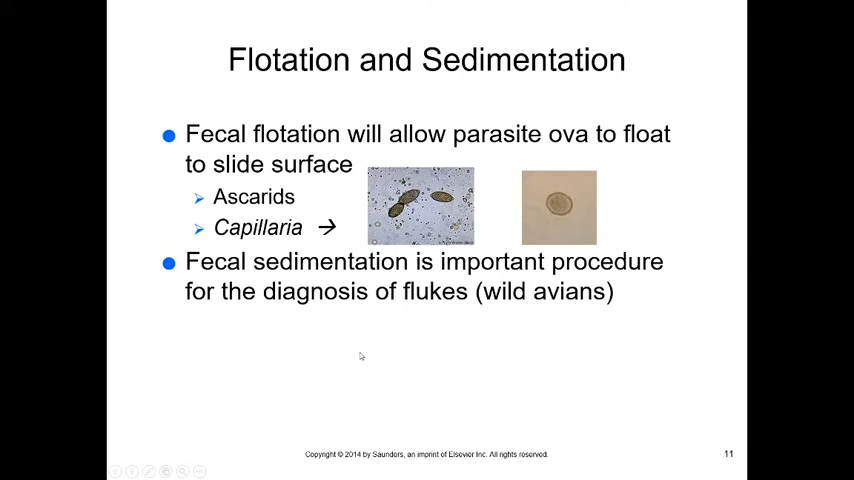 Flotation and Sedimentation
Fecal flotation will allow parasite ova to float
to slide surface
Ascarids
Capillaria →
Fecal sedimentation is important procedure
for the diagnosis of flukes (wild avians)
Copyright © 2014 by Saunders, an imprint of Elsevier Inc. All rights reserved.
11